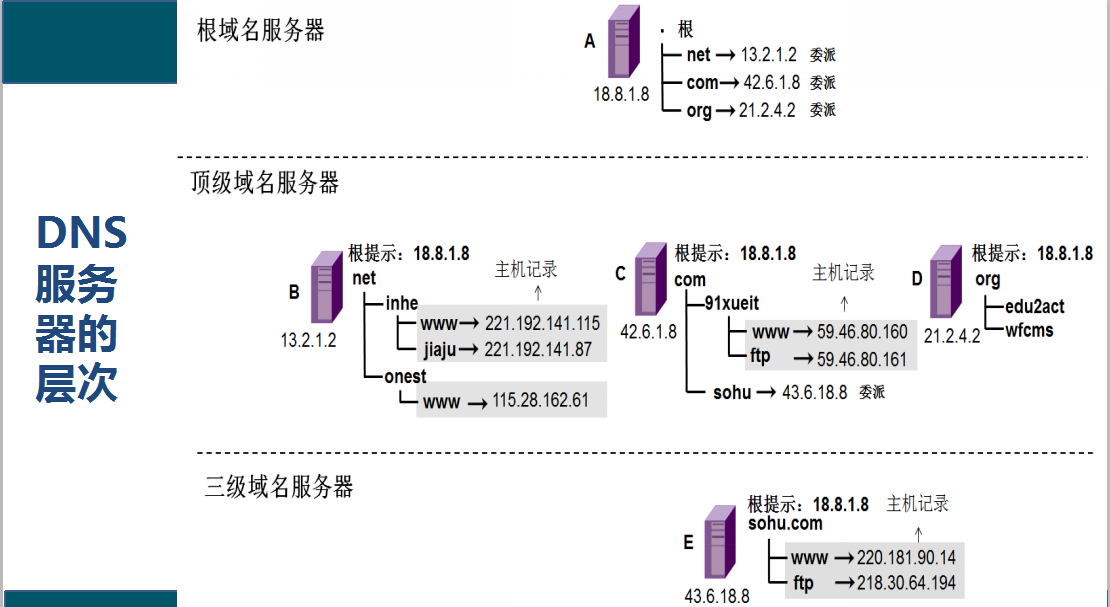 DNS
服务
器的
层次
根域名服务器
A
18.8.1.8
· 根
net → 13.2.1.2 委派
com → 42.6.1.8 委派
org → 21.2.4.2 委派
顶级域名服务器
B
13.2.1.2
根提示：18.8.1.8
net
主机记录
inhe
www → 221.192.141.115
jiaju → 221.192.141.87
onest
www → 115.28.162.61
C
42.6.1.8
根提示：18.8.1.8
com
主机记录
91xueit
www → 59.46.80.160
ftp → 59.46.80.161
sohu → 43.6.18.8 委派
D
21.2.4.2
根提示：18.8.1.8
org
edu2act
wfcms
三级域名服务器
E
43.6.18.8
根提示：18.8.1.8
主机记录
sohu.com
www → 220.181.90.14
ftp → 218.30.64.194